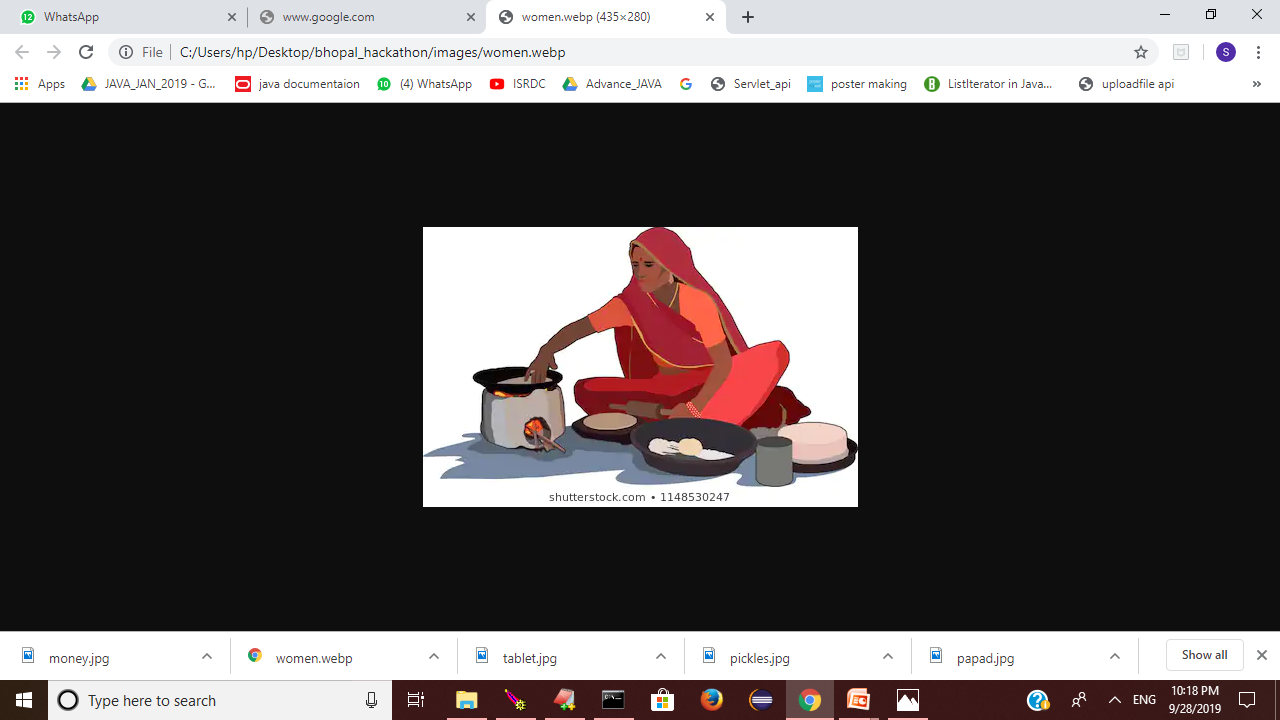 WhatsApp
www.google.com
women.webp (435×280)
File
C:/Users/hp/Desktop/bhopal_hackathon/images/women.webp
S
Apps
JAVA_JAN_2019 - G...
java documentaion
(4) WhatsApp
ISRDC
Advance_JAVA
Servlet_api
poster making
ListIterator in Java...
uploadfile api
»
shutterstock.com • 1148530247
money.jpg
women.webp
tablet.jpg
pickles.jpg
papad.jpg
Show all
Type here to search
ENG
10:18 PM
9/28/2019